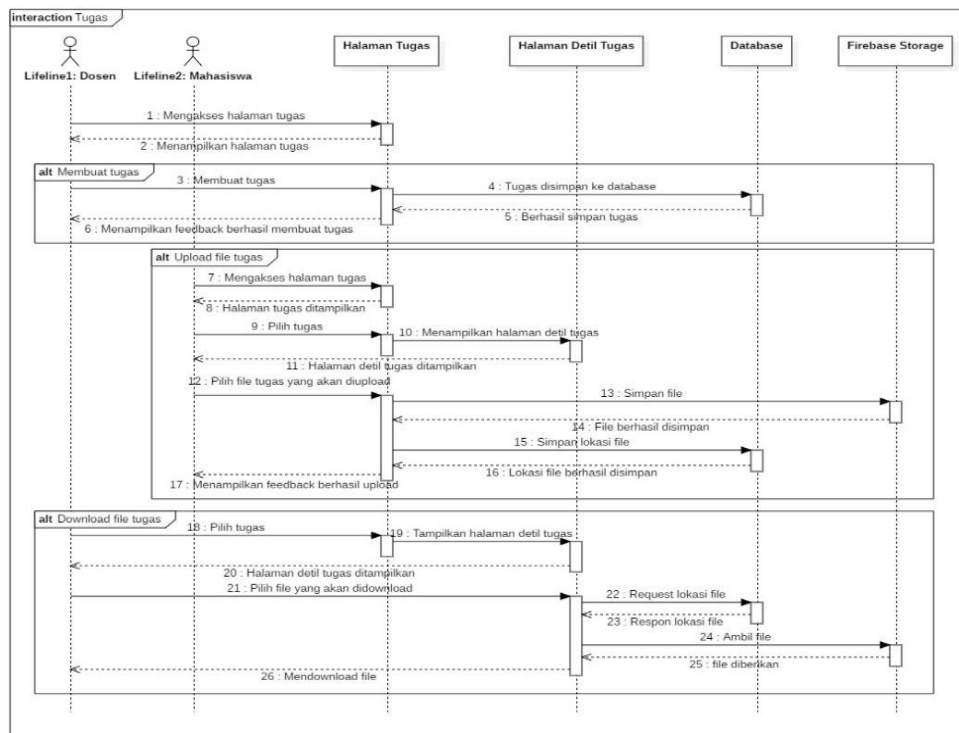 interaction Tugas
Lifeline1: Dosen
Lifeline2: Mahasiswa
Halaman Tugas
Halaman Detil Tugas
Database
Firebase Storage
1 : Mengakses halaman tugas
2 : Menampilkan halaman tugas
alt Membuat tugas
3 : Membuat tugas
4 : Tugas disimpan ke database
5 : Berhasil simpan tugas
6 : Menampilkan feedback berhasil membuat tugas
alt Upload file tugas
7 : Mengakses halaman tugas
8 : Halaman tugas ditampilkan
9 : Pilih tugas
10 : Menampilkan halaman detil tugas
11 : Halaman detil tugas ditampilkan
12 : Pilih file tugas yang akan diupload
13 : Simpan file
14 : File berhasil disimpan
15 : Simpan lokasi file
16 : Lokasi file berhasil disimpan
17 : Menampilkan feedback berhasil upload
alt Download file tugas
18 : Pilih tugas
19 : Tampilkan halaman detil tugas
20 : Halaman detil tugas ditampilkan
21 : Pilih file yang akan didownload
22 : Request lokasi file
23 : Respon lokasi file
24 : Ambil file
25 : file diberikan
26 : Mendownload file